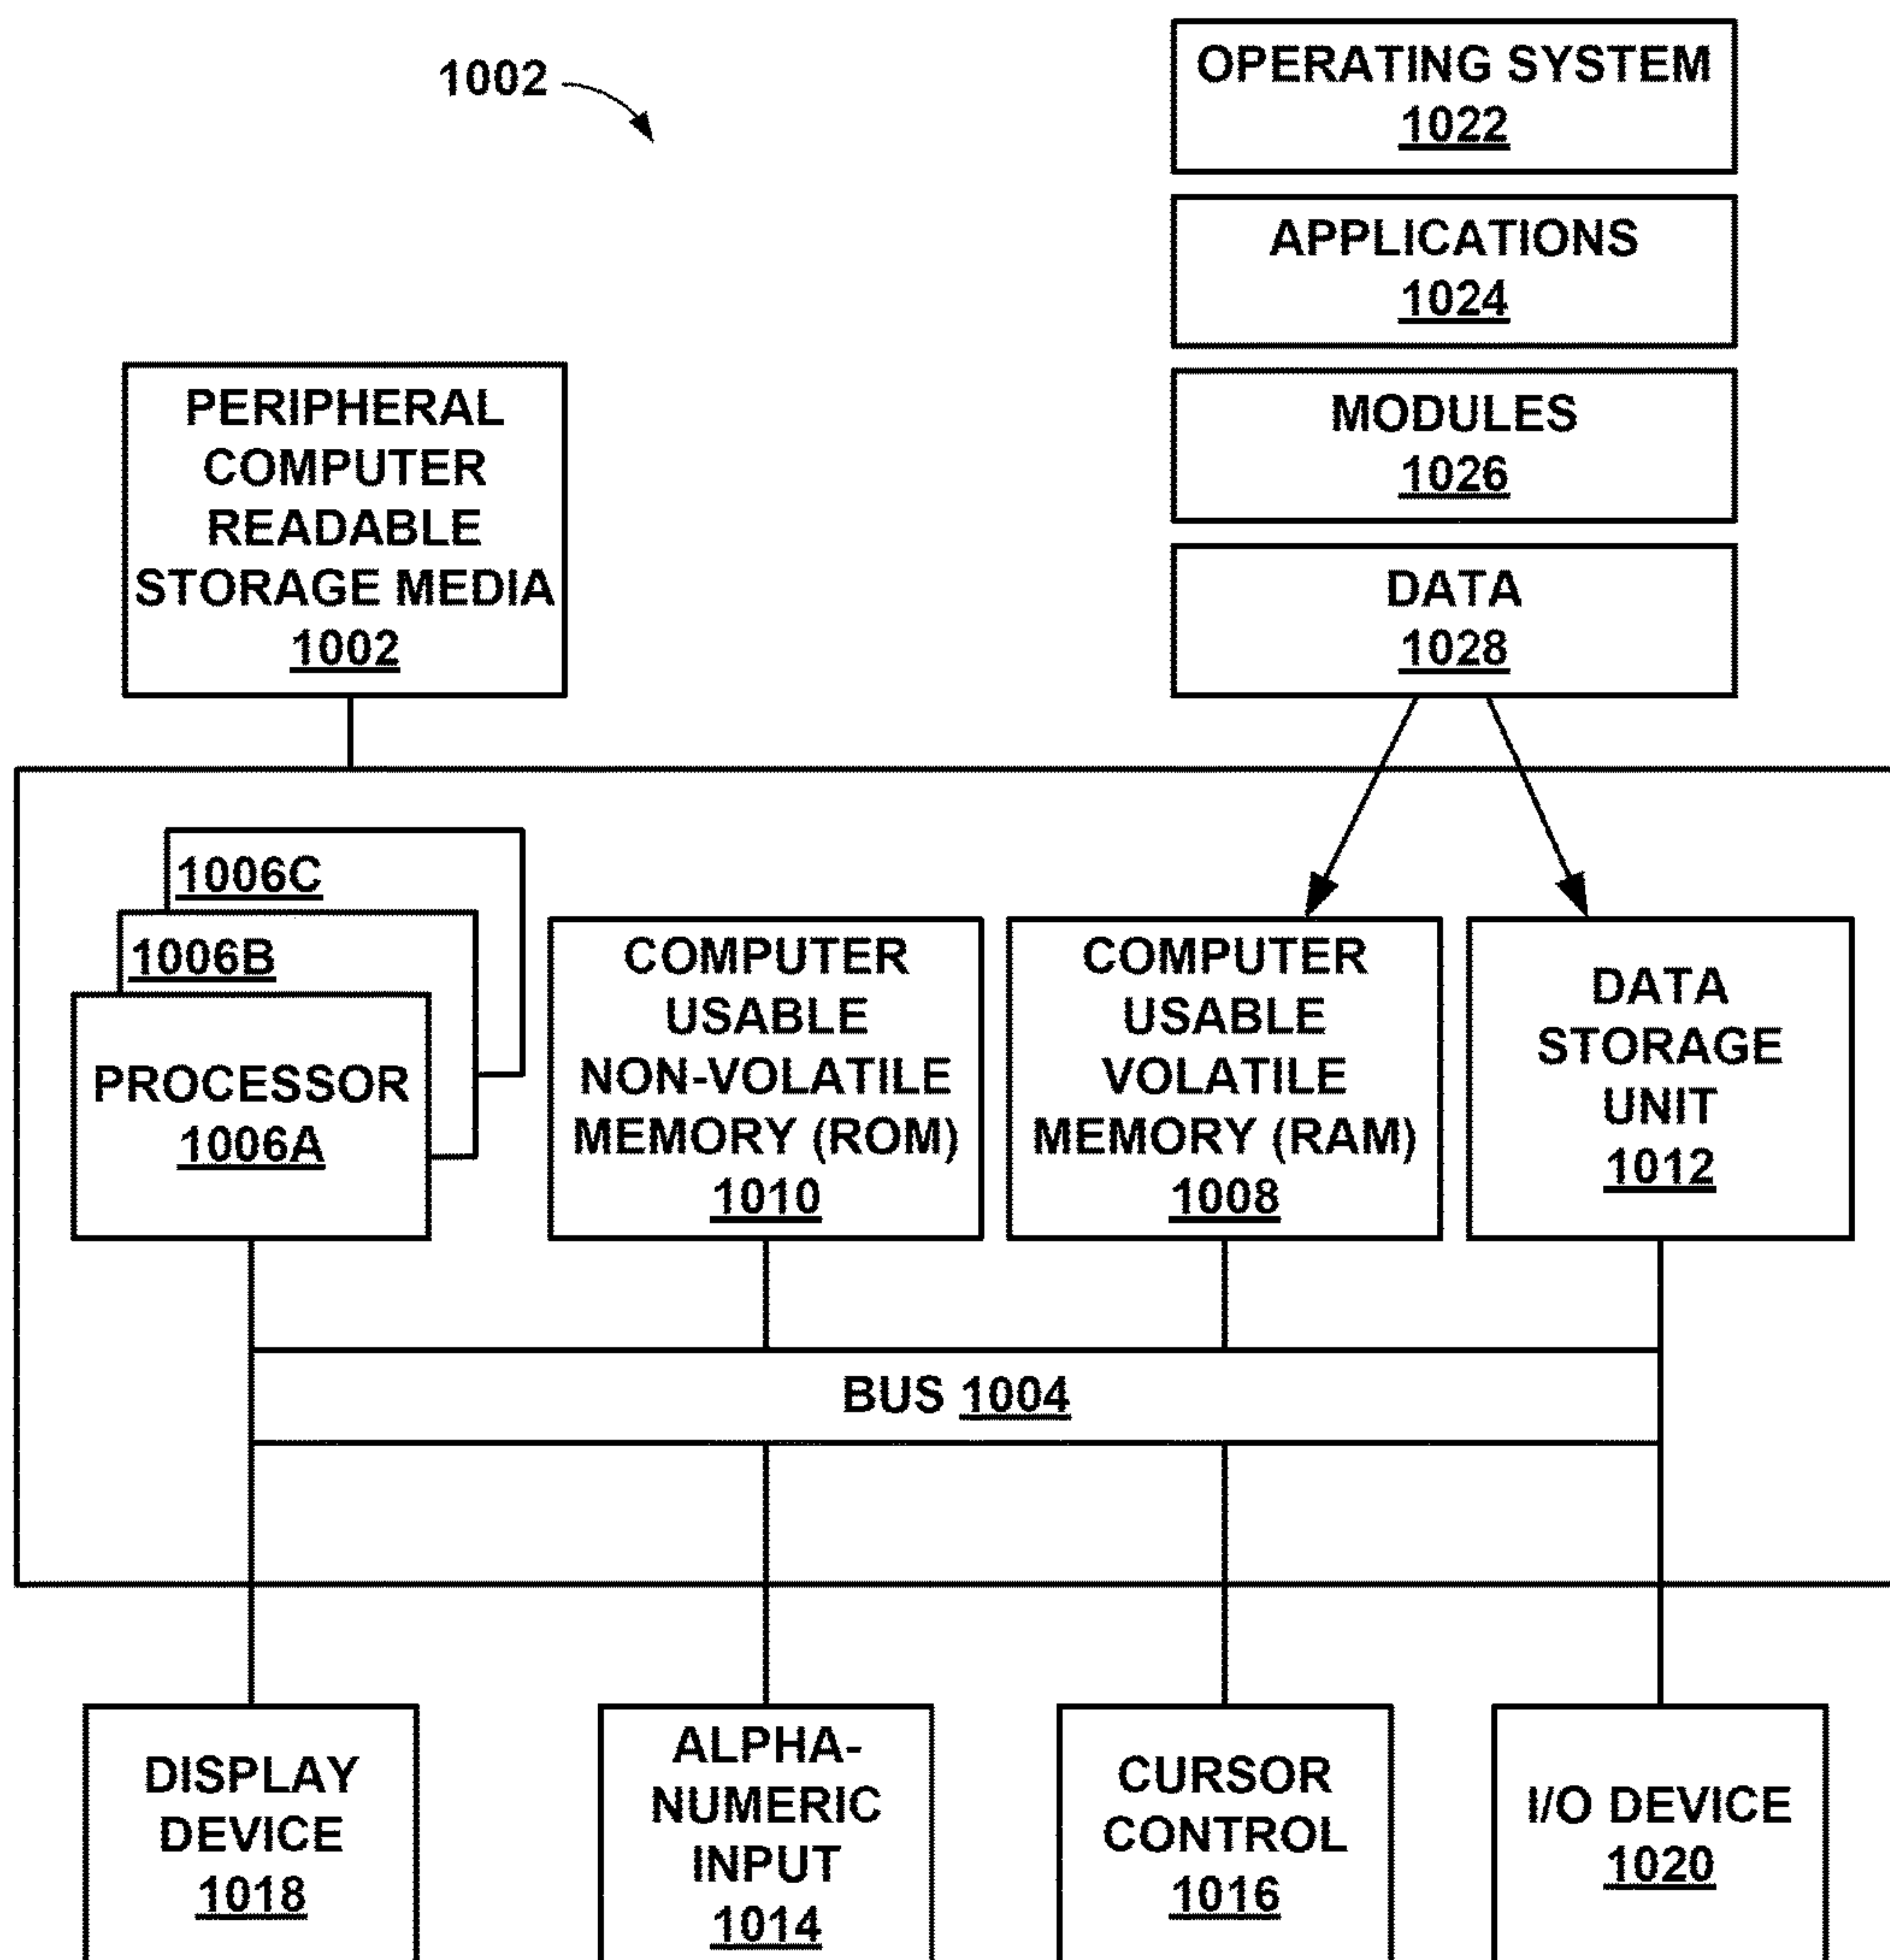 1002
OPERATING SYSTEM
1022
APPLICATIONS
1024
MODULES
1026
DATA
1028
PERIPHERAL
COMPUTER
READABLE
STORAGE MEDIA
1002
1006C
1006B
PROCESSOR
1006A
COMPUTER
USABLE
NON-VOLATILE
MEMORY (ROM)
1010
COMPUTER
USABLE
VOLATILE
MEMORY (RAM)
1008
DATA
STORAGE
UNIT
1012
BUS 1004
DISPLAY
DEVICE
1018
ALPHA-
NUMERIC
INPUT
1014
CURSOR
CONTROL
1016
I/O DEVICE
1020